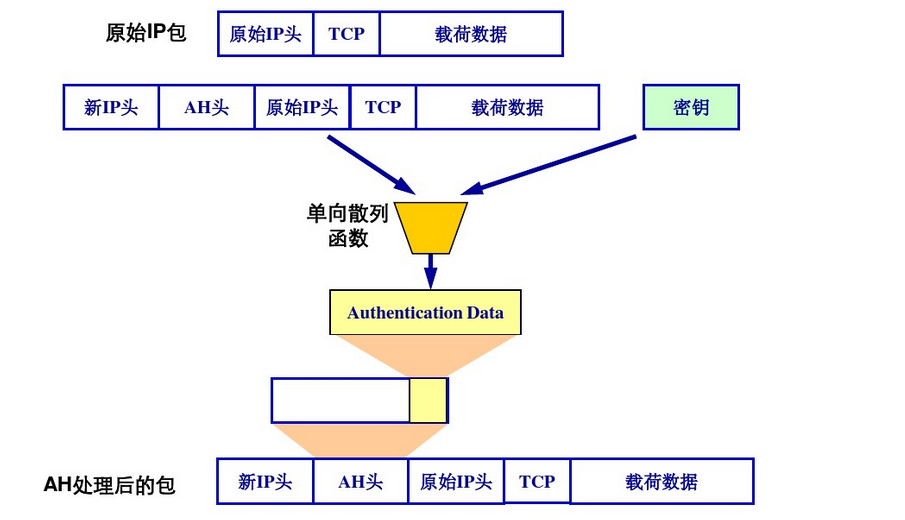 原始IP包
原始IP头 TCP 载荷数据
新IP头 AH头 原始IP头 TCP 载荷数据 密钥
单向散列
函数
Authentication Data
AH处理后的包
新IP头 AH头 原始IP头 TCP 载荷数据